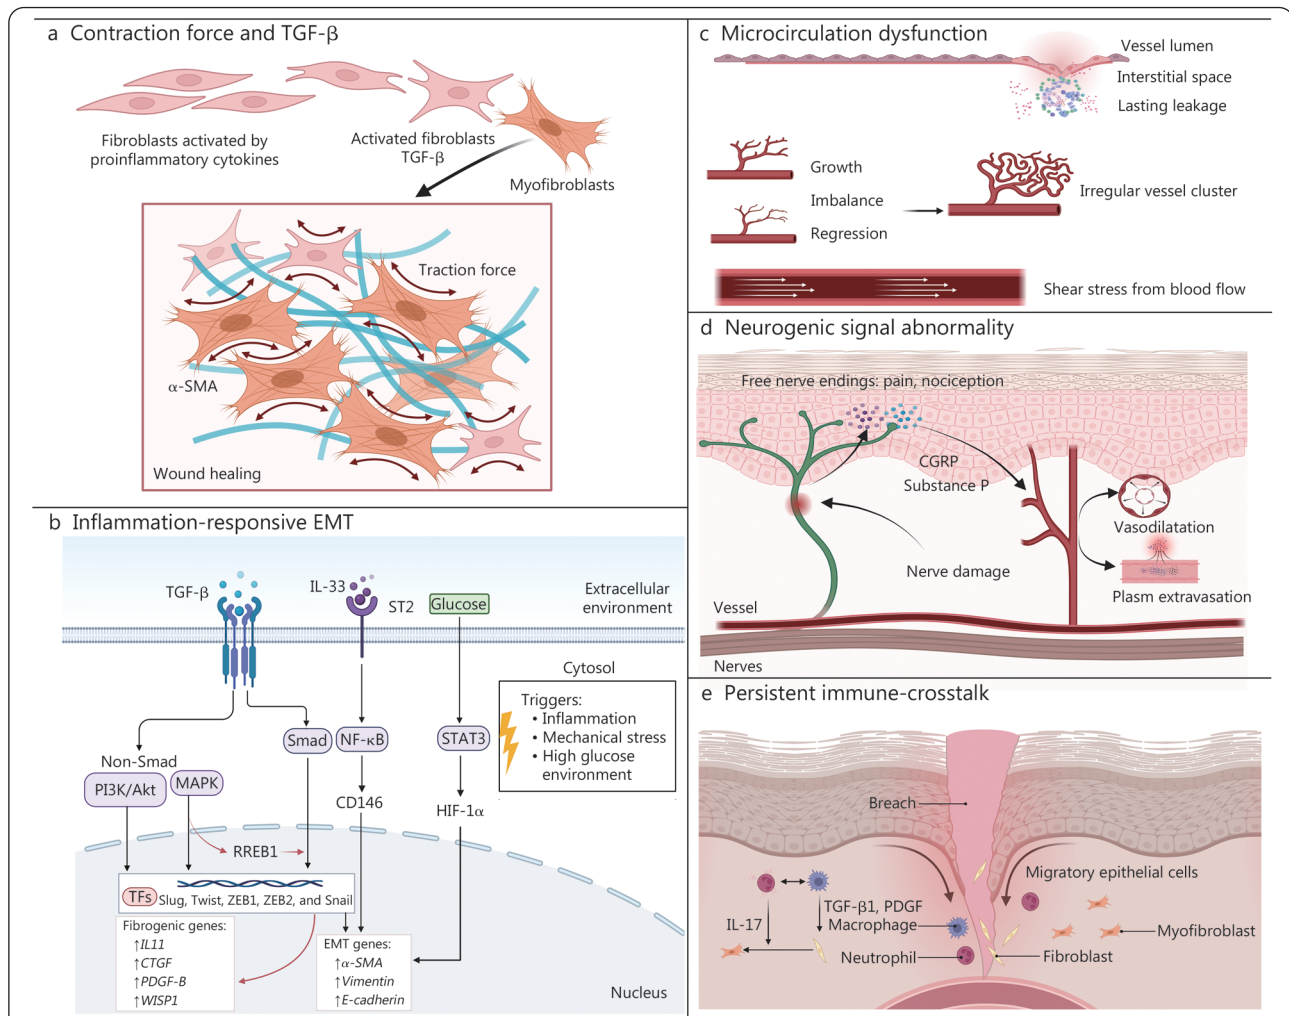 a Contraction force and TGF-β
Fibroblasts activated by
proinflammatory cytokines
Activated fibroblasts
TGF-β
Myofibroblasts
Traction force
α-SMA
Wound healing
b Inflammation-responsive EMT
TGF-β
IL-33
ST2
Glucose
Extracellular
environment
Cytosol
Triggers:
• Inflammation
• Mechanical stress
• High glucose
environment
Smad
NF-κB
STAT3
Non-Smad
PI3K/Akt
MAPK
CD146
HIF-1α
RREB1
TFs
Slug, Twist, ZEB1, ZEB2, and Snail
Fibrogenic genes:
↑IL11
↑CTGF
↑PDGF-B
↑WISP1
EMT genes:
↑α-SMA
↑Vimentin
↑E-cadherin
Nucleus
c Microcirculation dysfunction
Vessel lumen
Interstitial space
Lasting leakage
Growth
Imbalance
Regression
Irregular vessel cluster
Shear stress from blood flow
d Neurogenic signal abnormality
Free nerve endings: pain, nociception
CGRP
Substance P
Vasodilatation
Nerve damage
Plasm extravasation
Vessel
Nerves
e Persistent immune-crosstalk
Breach
Migratory epithelial cells
IL-17
TGF-β1, PDGF
Macrophage
Neutrophil
Myofibroblast
Fibroblast